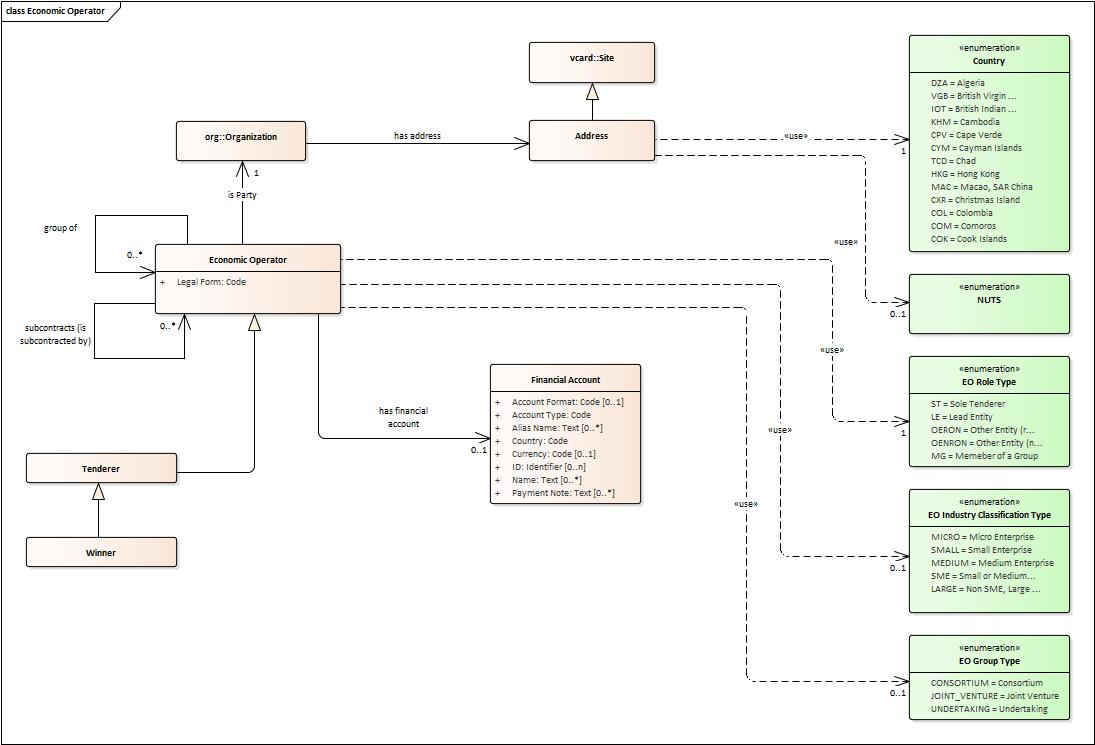 class Economic Operator
vcard::Site
org::Organization
has address
Address
«use»
1
«use»
1
is Party
group of
0..*
Economic Operator
+ Legal Form: Code
subcontracts (is
subcontracted by)
0..*
has financial
account
0..1
Financial Account
+ Account Format: Code [0..1]
+ Account Type: Code
+ Alias Name: Text [0..*]
+ Country: Code
+ Currency: Code [0..1]
+ ID: Identifier [0..n]
+ Name: Text [0..*]
+ Payment Note: Text [0..*]
Tenderer
Winner
«enumeration»
Country
DZA = Algeria
VGB = British Virgin ...
IOT = British Indian ...
KHM = Cambodia
CPV = Cape Verde
CYM = Cayman Islands
TCD = Chad
HKG = Hong Kong
MAC = Macao, SAR China
CXR = Christmas Island
COL = Colombia
COM = Comoros
COK = Cook Islands
0..1
«enumeration»
NUTS
«use»
1
«enumeration»
EO Role Type
ST = Sole Tenderer
LE = Lead Entity
OERON = Other Entity (r...
OENRON = Other Entity (n...
MG = Memeber of a Group
«use»
0..1
«enumeration»
EO Industry Classification Type
MICRO = Micro Enterprise
SMALL = Small Enterprise
MEDIUM = Medium Enterprise
SME = Small or Medium...
LARGE = Non SME, Large ...
«use»
0..1
«enumeration»
EO Group Type
CONSORTIUM = Consortium
JOINT_VENTURE = Joint Venture
UNDERTAKING = Undertaking